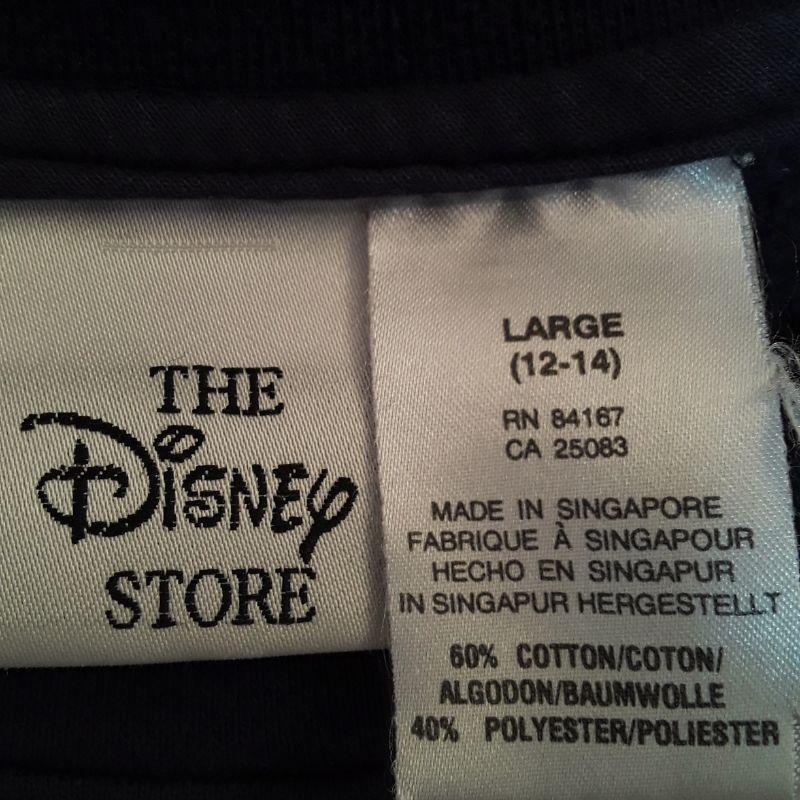 THE
Disney
STORE
LARGE
(12-14)
RN 84167
CA 25083
MADE IN SINGAPORE
FABRIQUE À SINGAPOUR
HECHO EN SINGAPUR
IN SINGAPUR HERGESTELLT
60% COTTON/COTON/
ALGODON/BAUMWOLLE
40% POLYESTER/POLIESTER